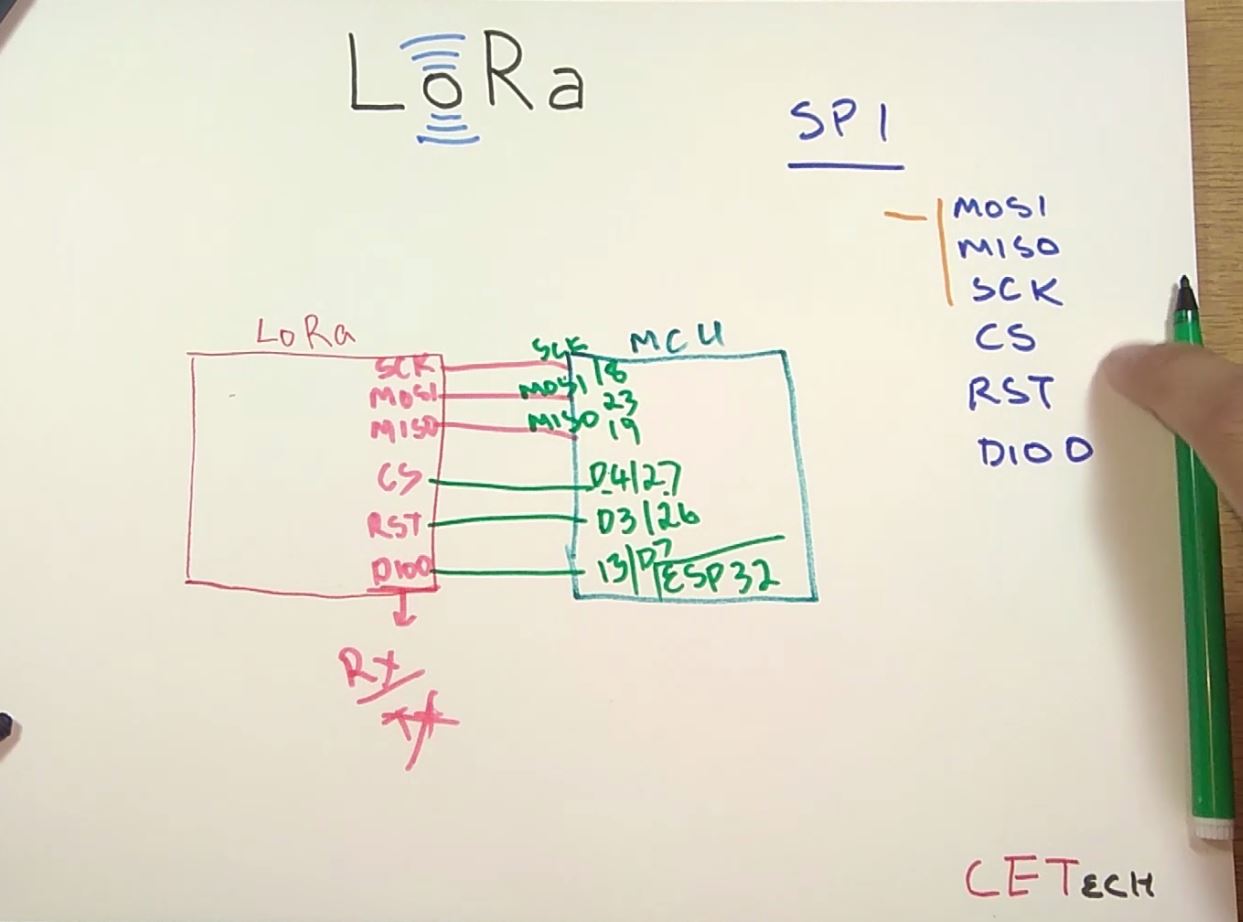 LoRa
SPI
MOSI
MISO
SCK
CS
RST
DIO0
LoRa
MCU
SCK SCK 18
MOSI MOSI 23
MISO MISO 19
CS D4/27
RST D3/26
DIO0 13/D7
ESP32
Rx/Tx
CETECH